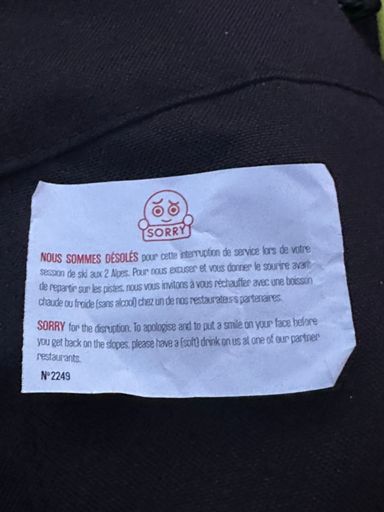 SORRY
NOUS SOMMES DÉSOLÉS pour cette interruption de service lors de votre
session de ski aux 2 Alpes. Pour nous excuser et vous donner le sourire avant
de repartir sur les pistes, nous vous invitons à vous réchauffer avec une boisson
chaude ou froide (sans alcool) chez un de nos restaurates·s partenaires.
SORRY for the disruption. To apologise and to put a smile on your face before
you get back on the slopes, please have a (soft) drink on us at one of our partner
restaurants.
N°2249